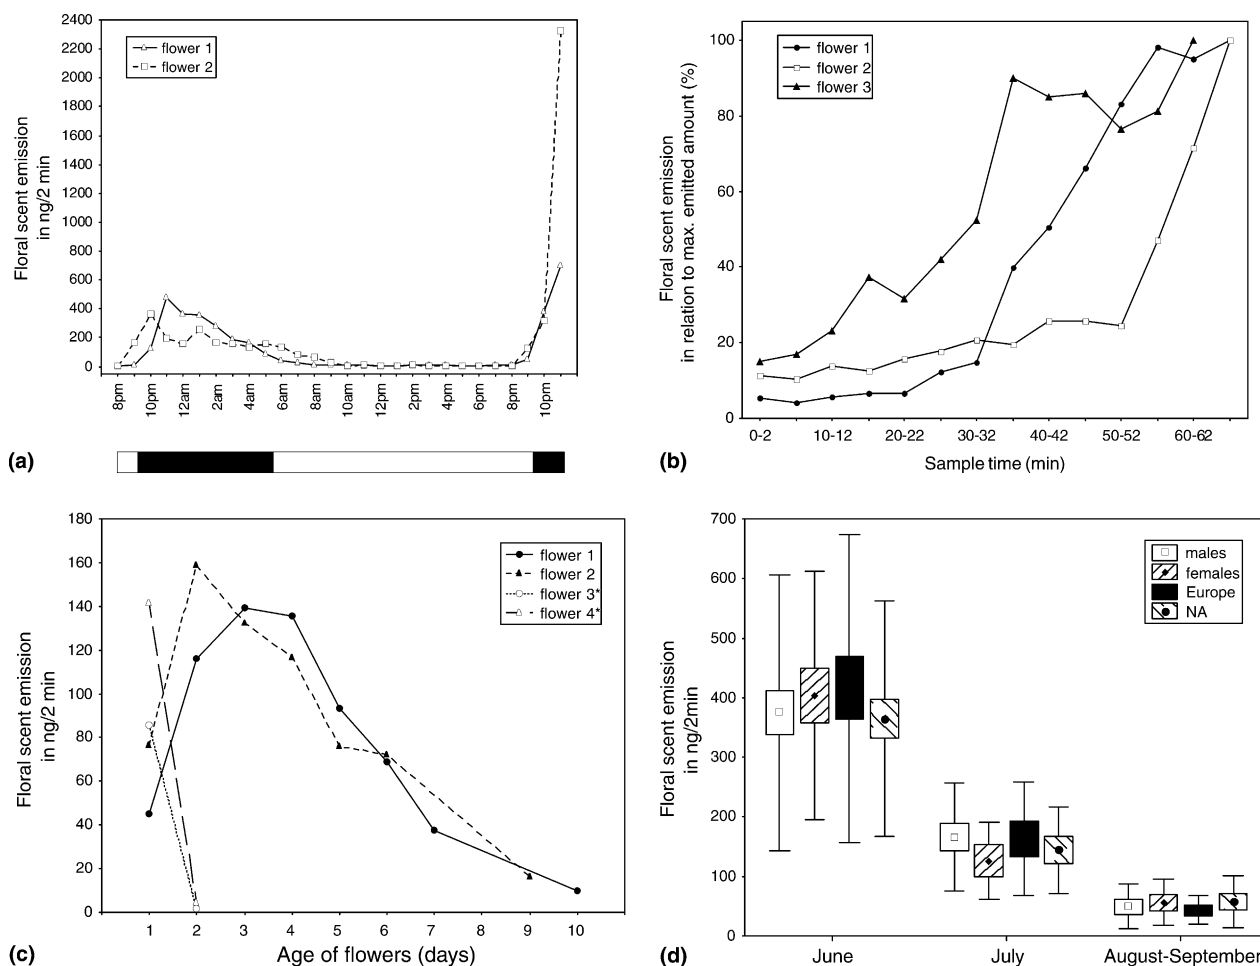 2400
2200
2000
1800
1600
1400
1200
1000
800
600
400
200
0
Floral scent emission
in ng/2 min
flower 1
flower 2
8pm
10pm
12am
2am
4am
6am
8am
10am
12pm
2pm
4pm
6pm
8pm
10pm
(a)
100
80
60
40
20
0
Floral scent emission
in relation to max. emitted amount (%)
flower 1
flower 2
flower 3
0-2
10-12
20-22
30-32
40-42
50-52
60-62
Sample time (min)
(b)
180
160
140
120
100
80
60
40
20
0
Floral scent emission
in ng/2 min
flower 1
flower 2
flower 3*
flower 4*
1 2 3 4 5 6 7 8 9 10
Age of flowers (days)
(c)
700
600
500
400
300
200
100
0
Floral scent emission
in ng/2min
males
females
Europe
NA
June
July
August-September
(d)